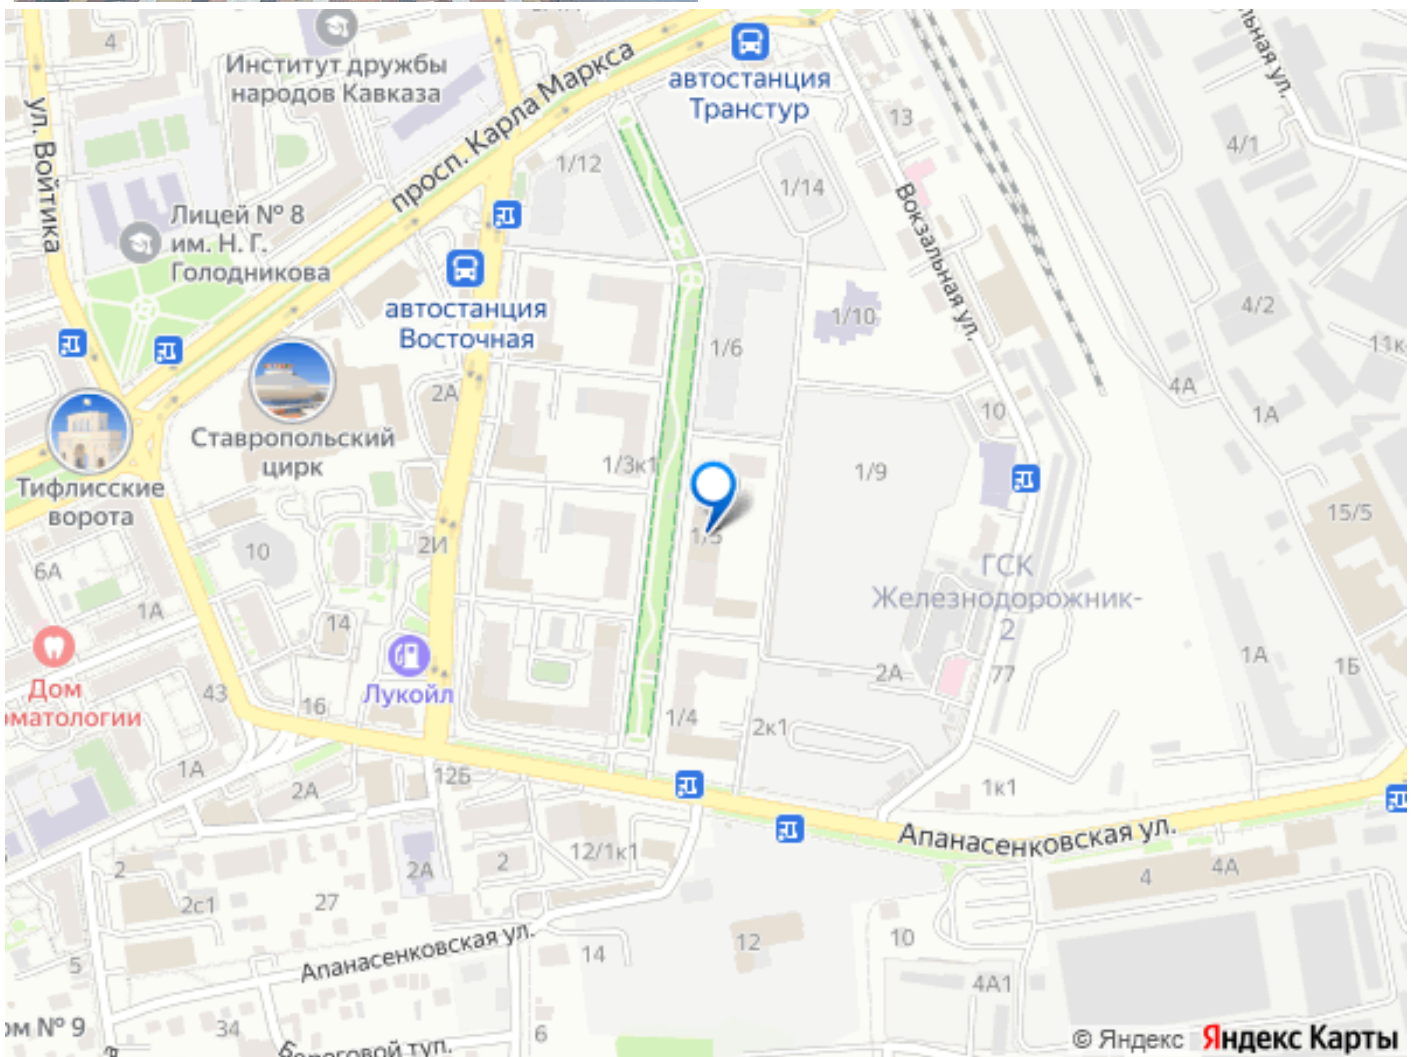 4
Институт дружбы
народов Кавказа
автостанция
Транстур
просп. Карла Маркса
ул. Войтика
13
4/1
1/12
1/14
Лицей № 8
им. Н. Г.
Голодникова
Вокзальная ул.
автостанция
Восточная
1/10
4/2
1/6
2А
4А
10
1А
Ставропольский
цирк
1/3к1
1/9
Тифлисские
ворота
15/5
2И
10
6А
ГСК
Железнодорожник-
2
1А
14
Дом
Лукойл
43
16
2А
77
1А
1Б
1/4
2к1
1А
2А
12Б
1к1
Апанасенковская ул.
2
2с1
27
2А
2
12/1к1
4
4А
Апанасенковская ул.
14
12
10
5
4А1
№ 9
34
6
тул.
© Яндекс Яндекс Карты